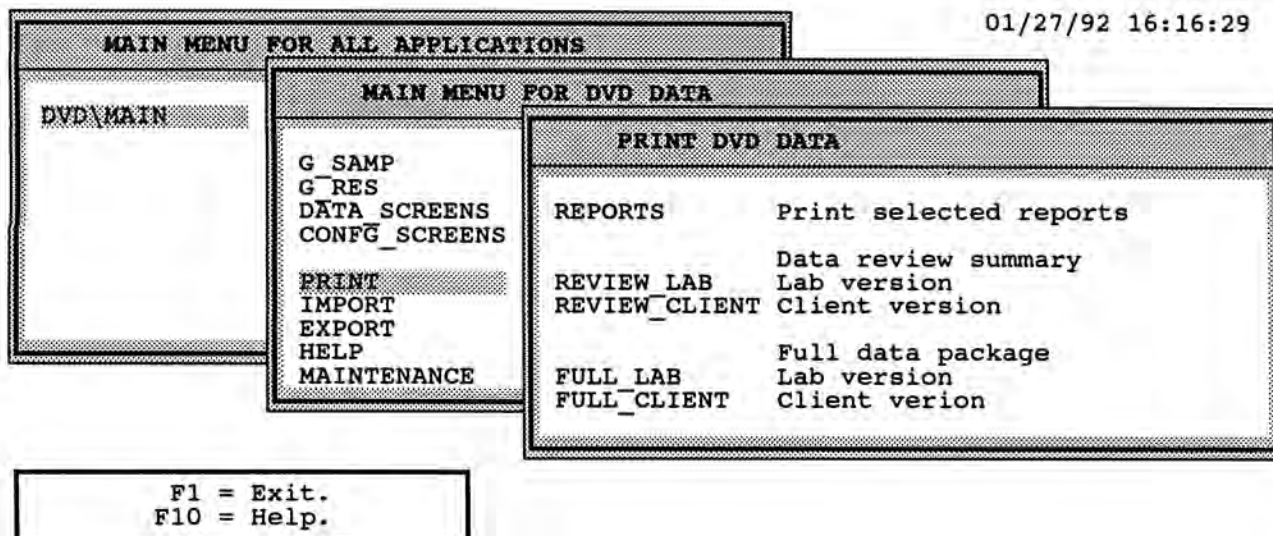 01/27/92 16:16:29
MAIN MENU FOR ALL APPLICATIONS
DVD\MAIN
MAIN MENU FOR DVD DATA
G_SAMP
G_RES
DATA_SCREENS
CONFG_SCREENS
PRINT
IMPORT
EXPORT
HELP
MAINTENANCE
PRINT DVD DATA
REPORTS Print selected reports
Data review summary
REVIEW_LAB Lab version
REVIEW_CLIENT Client version
Full data package
FULL_LAB Lab version
FULL_CLIENT Client verion
F1 = Exit.
F10 = Help.